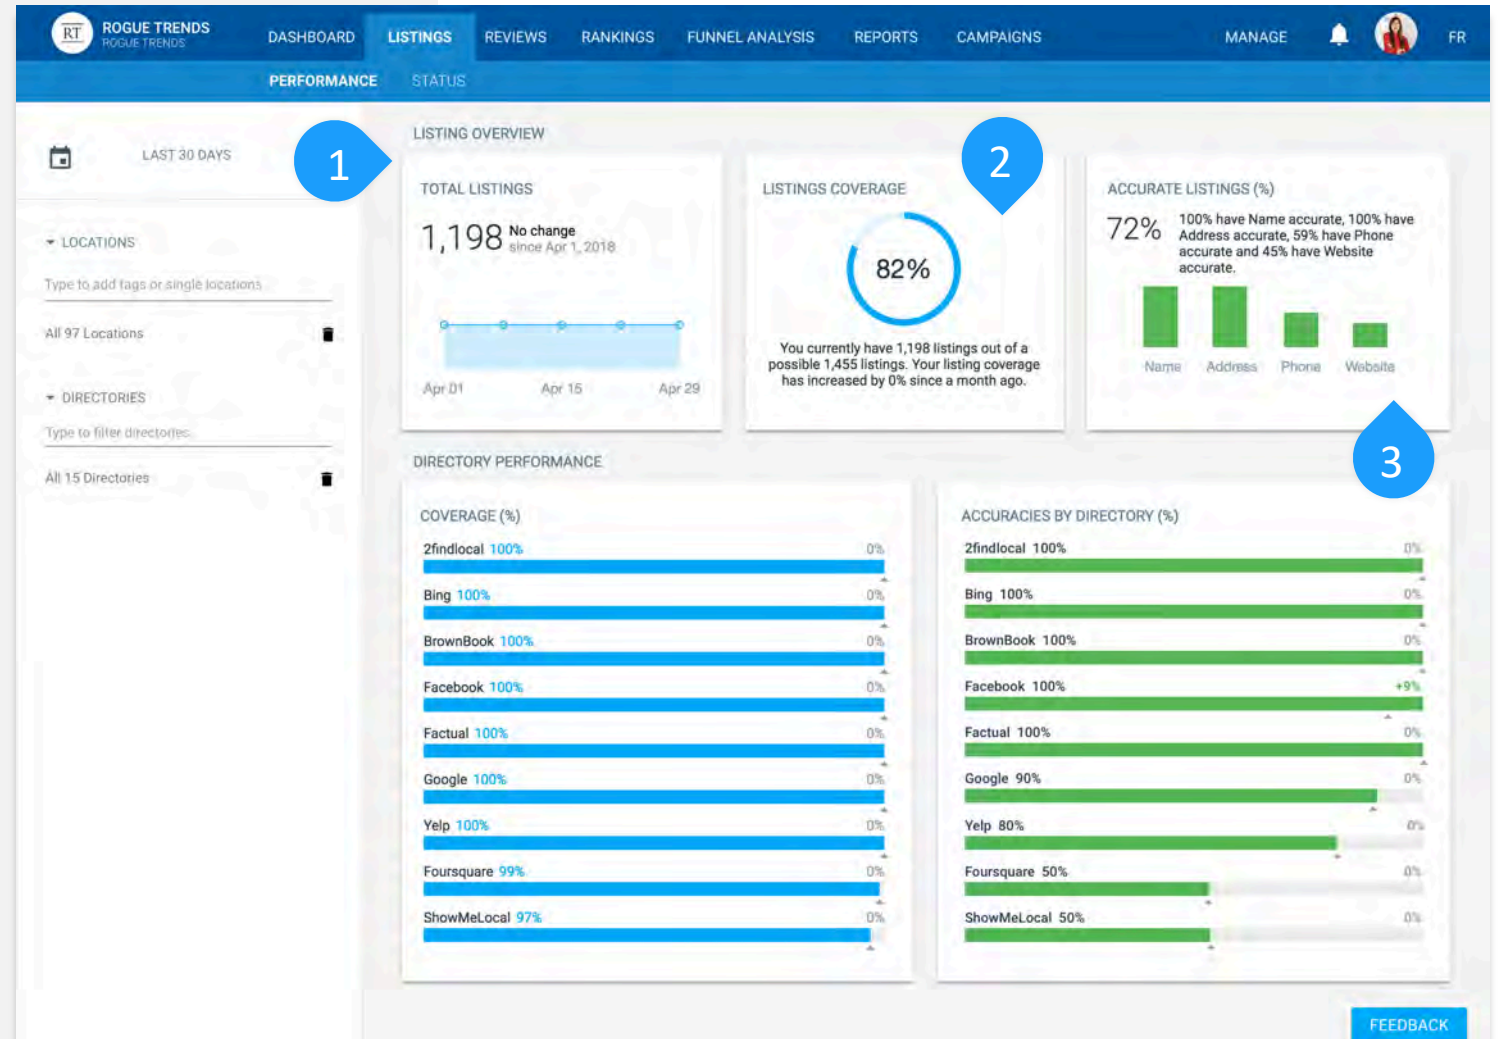 RT
ROGUE TRENDS
ROGUE TRENDS
DASHBOARD
LISTINGS
REVIEWS
RANKINGS
FUNNEL ANALYSIS
REPORTS
CAMPAIGNS
MANAGE
FR
PERFORMANCE
STATUS
LAST 30 DAYS
LOCATIONS
Type to add tags or single locations
All 97 Locations
DIRECTORIES
Type to filter directories
All 15 Directories
1
LISTING OVERVIEW
TOTAL LISTINGS
1,198
No change
since Apr 1, 2018
Apr 01
Apr 15
Apr 29
2
LISTINGS COVERAGE
82%
You currently have 1,198 listings out of a
possible 1,455 listings. Your listing coverage
has increased by 0% since a month ago.
ACCURATE LISTINGS (%)
72%
100% have Name accurate, 100% have
Address accurate, 59% have Phone
accurate and 45% have Website
accurate.
Name
Address
Phone
Website
3
DIRECTORY PERFORMANCE
COVERAGE (%)
2findlocal 100% 0%
Bing 100% 0%
BrownBook 100% 0%
Facebook 100% 0%
Factual 100% 0%
Google 100% 0%
Yelp 100% 0%
Foursquare 99% 0%
ShowMeLocal 97% 0%
ACCURACIES BY DIRECTORY (%)
2findlocal 100% 0%
Bing 100% 0%
BrownBook 100% 0%
Facebook 100% +9%
Factual 100% 0%
Google 90% 0%
Yelp 80% 0%
Foursquare 50% 0%
ShowMeLocal 50% 0%
FEEDBACK